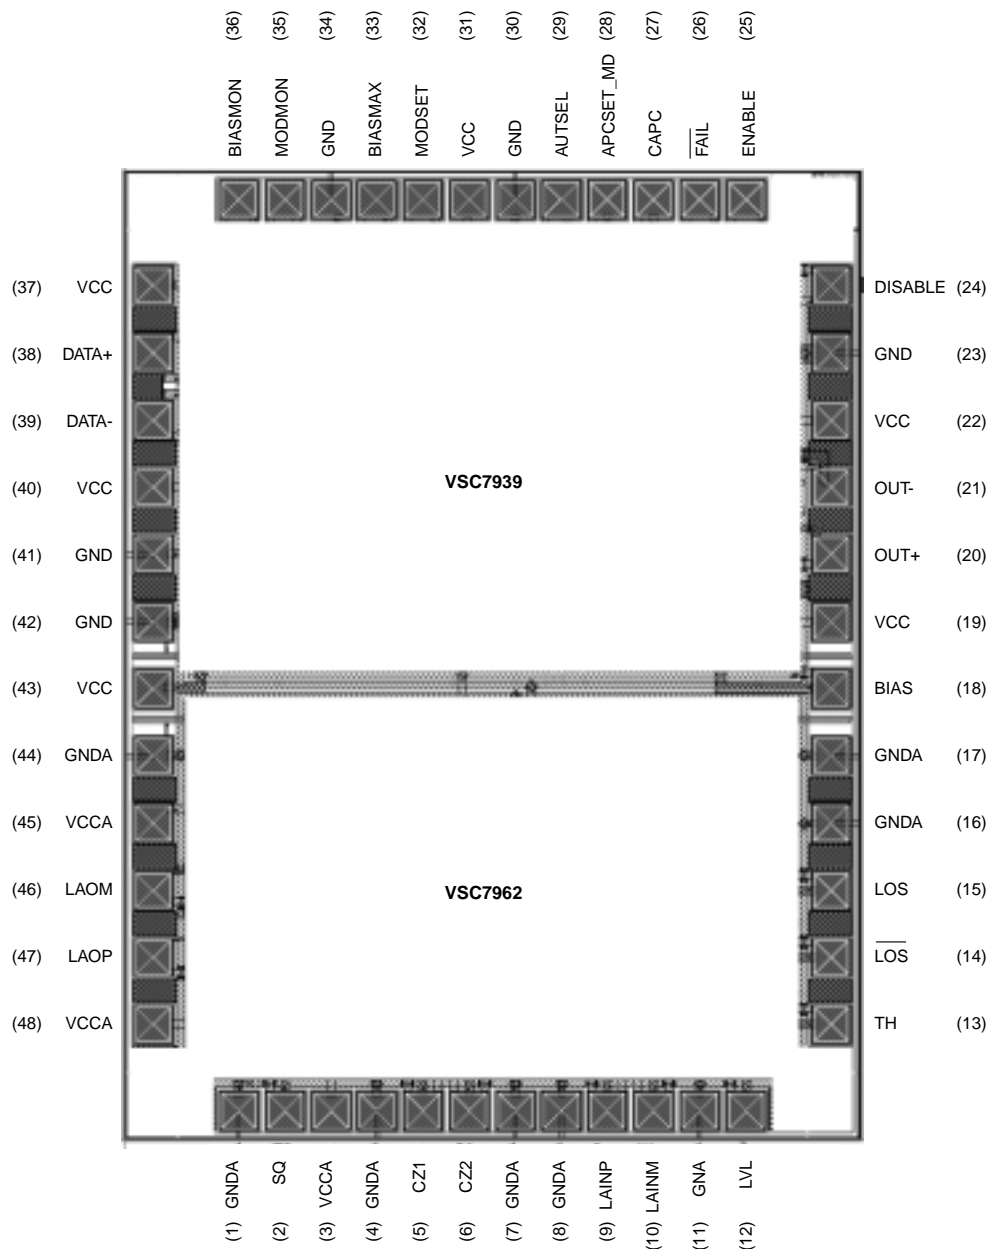 (36) BIASMON
(35) MODMON
(34) GND
(33) BIASMAX
(32) MODSET
(31) VCC
(30) GND
(29) AUTSEL
(28) APCSET_MD
(27) CAPC
(26) FAIL
(25) ENABLE
(37) VCC
DISABLE (24)
(38) DATA+
GND (23)
(39) DATA-
VCC (22)
(40) VCC
VSC7939
OUT- (21)
(41) GND
OUT+ (20)
(42) GND
VCC (19)
(43) VCC
BIAS (18)
(44) GNDA
GNDA (17)
(45) VCCA
GNDA (16)
(46) LAOM
VSC7962
LOS (15)
(47) LAOP
LOS (14)
(48) VCCA
TH (13)
(1) GNDA
(2) SQ
(3) VCCA
(4) GNDA
(5) CZ1
(6) CZ2
(7) GNDA
(8) GNDA
(9) LAINP
(10) LAINM
(11) GNA
(12) LVL